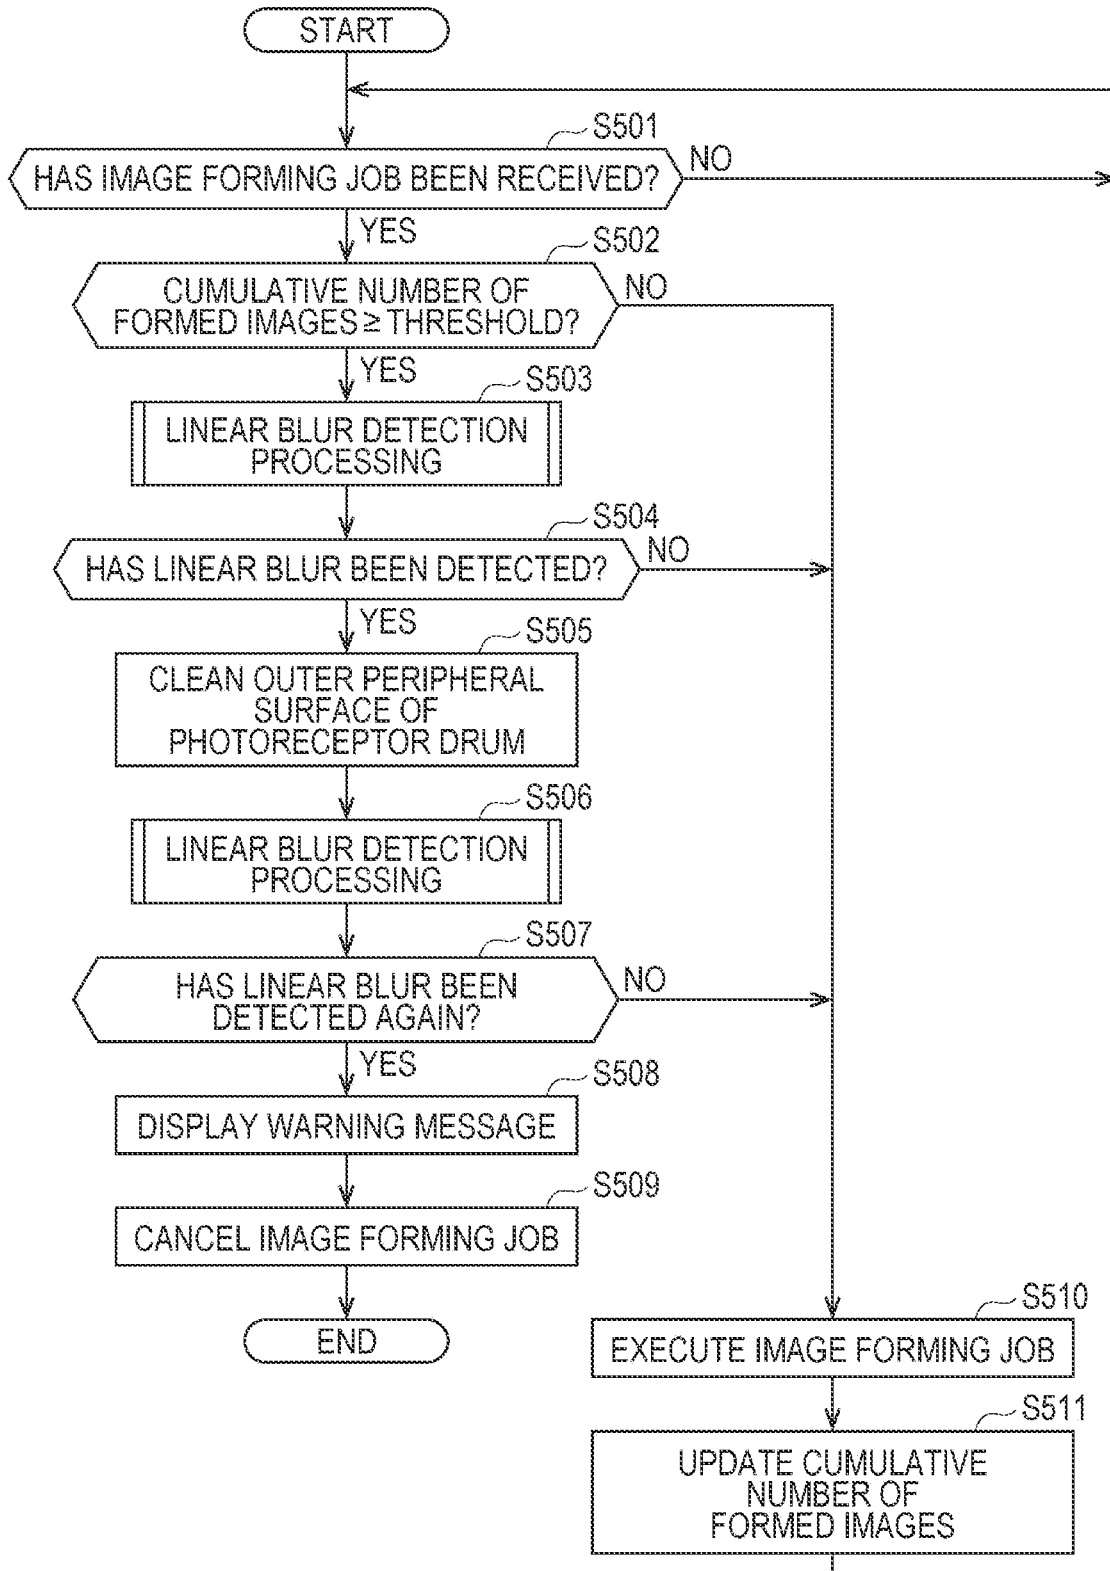 START
S501
HAS IMAGE FORMING JOB BEEN RECEIVED?
NO
YES
S502
CUMULATIVE NUMBER OF
FORMED IMAGES ≥ THRESHOLD?
NO
YES
S503
LINEAR BLUR DETECTION
PROCESSING
S504
HAS LINEAR BLUR BEEN DETECTED?
NO
YES
S505
CLEAN OUTER PERIPHERAL
SURFACE OF
PHOTORECEPTOR DRUM
S506
LINEAR BLUR DETECTION
PROCESSING
S507
HAS LINEAR BLUR BEEN
DETECTED AGAIN?
NO
YES
S508
DISPLAY WARNING MESSAGE
S509
CANCEL IMAGE FORMING JOB
END
S510
EXECUTE IMAGE FORMING JOB
S511
UPDATE CUMULATIVE
NUMBER OF
FORMED IMAGES